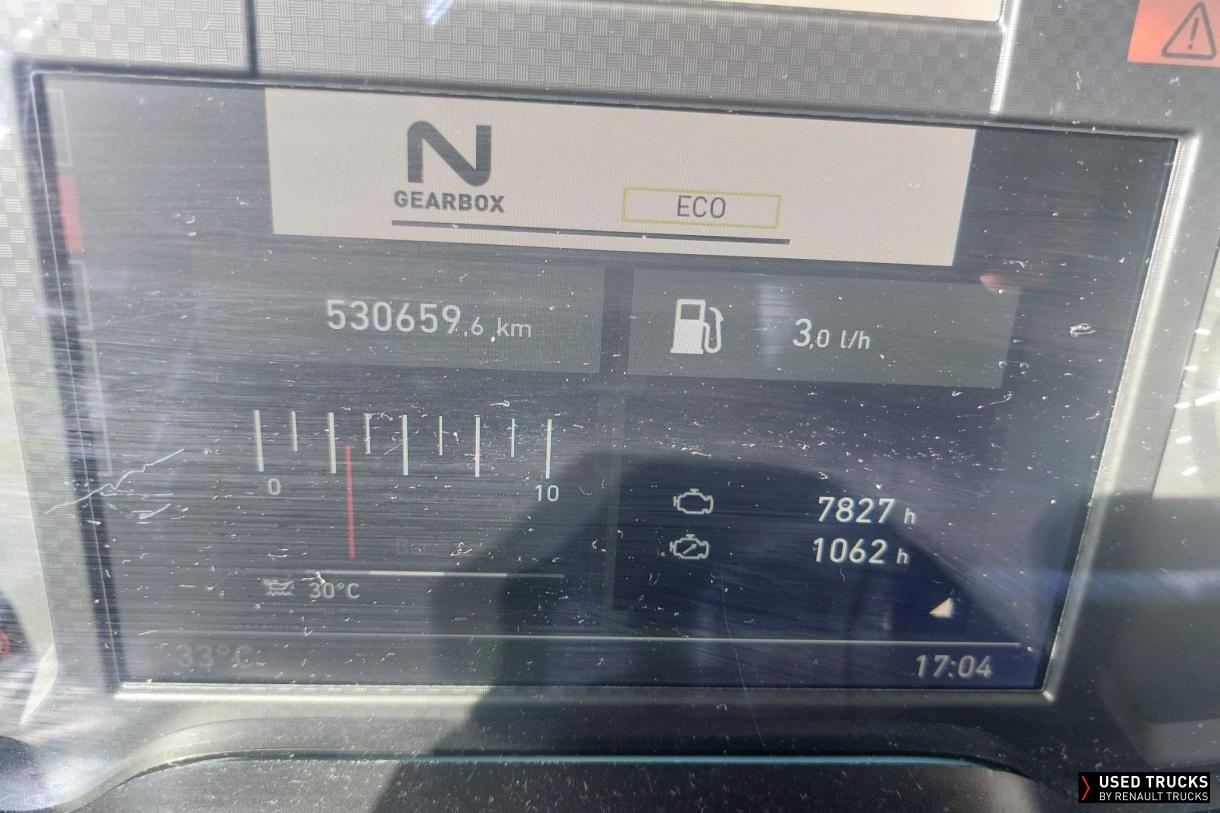 N
GEARBOX
ECO
530659,6 km
3,0 l/h
0
10
7827 h
1062 h
30°C
33°C
17:04
USED TRUCKS
BY RENAULT TRUCKS